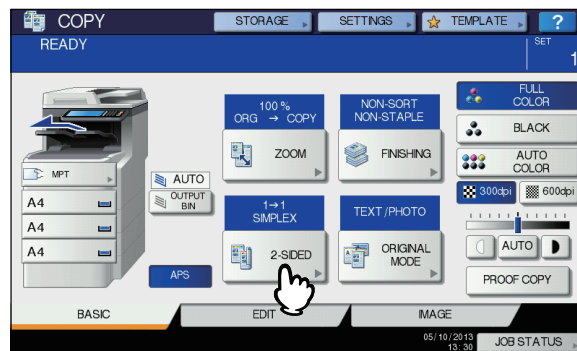 COPY
STORAGE
SETTINGS
TEMPLATE
?
READY
SET
1
100 %
ORG → COPY
ZOOM
NON-SORT
NON-STAPLE
FINISHING
FULL
COLOR
BLACK
AUTO
COLOR
300dpi
600dpi
MPT
A4
A4
A4
AUTO
OUTPUT
BIN
APS
1→1
SIMPLEX
2-SIDED
TEXT/PHOTO
ORIGINAL
MODE
AUTO
PROOF COPY
BASIC
EDIT
IMAGE
05/10/2013
13:30
JOB STATUS